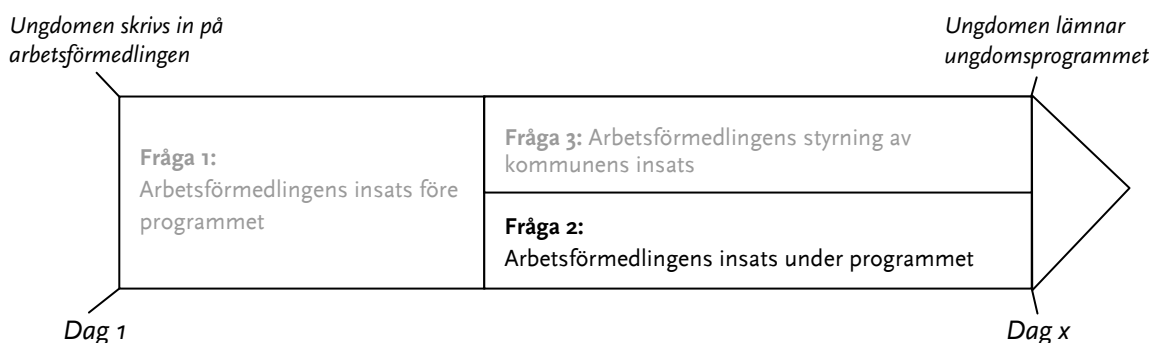 Ungdomen skrivs in på
arbetsförmedlingen
Ungdomen lämnar
ungdomsprogrammet
Fråga 1:
Arbetsförmedlingens insats före
programmet
Fråga 3: Arbetsförmedlingens styrning av
kommunens insats
Fråga 2:
Arbetsförmedlingens insats under programmet
Dag 1
Dag x